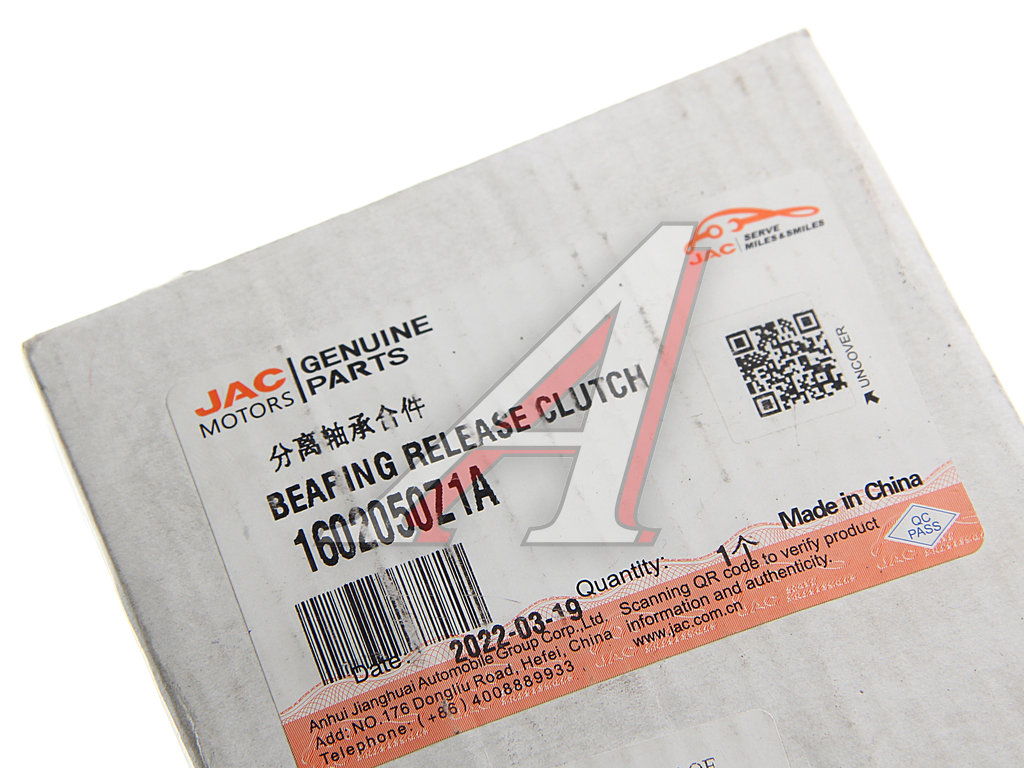 JAC SERVE
MILES & SMILES
JAC GENUINE
MOTORS PARTS
分离轴承合件
BEARING RELEASE CLUTCH
1602050Z1A
UNCOVER
Made in China
QC
PASS
Quantity: 1个
Date: 2022-03-19
Scanning QR code to verify product
information and authenticity.
www.jac.com.cn
Anhui Jianghuai Automobile Group Corp.,Ltd.
Add: NO.176 Dongliu Road, Hefei, China
Telephone: (+86) 4008889933